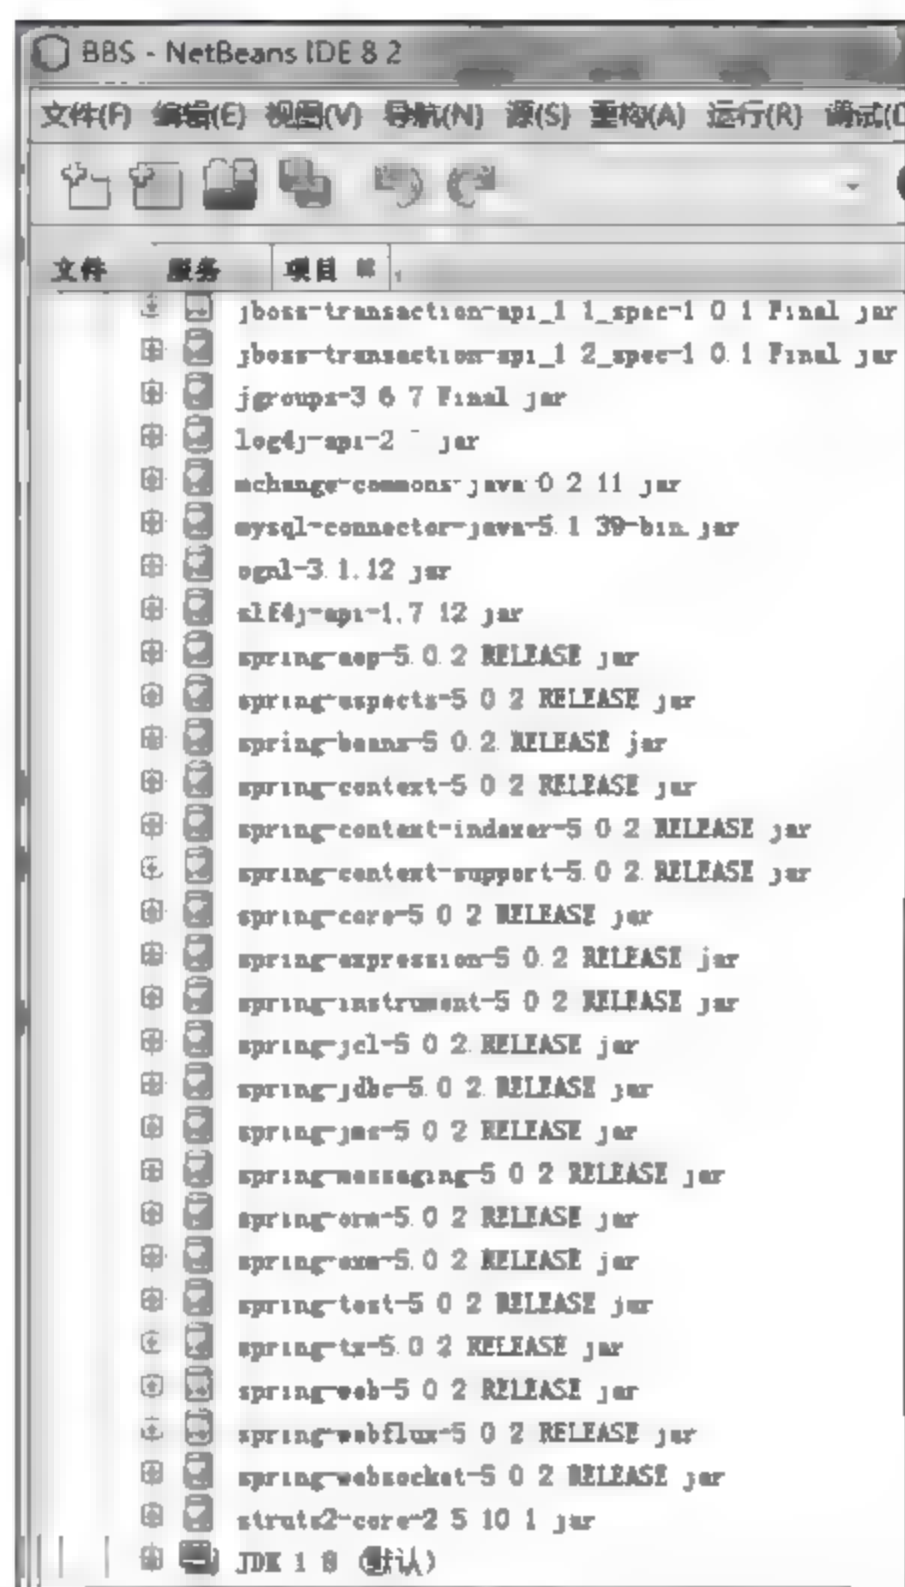 BBS - NetBeans IDE 8 2
文件(F) 编辑(E) 视图(V) 导航(N) 源(S) 重构(A) 运行(R) 调试(D
文件 服务 项目
jboss-transaction-api_1 1_spec-1 0 1 Final jar
jboss-transaction-api_1 2_spec-1 0.1 Final jar
jgroups-3 6 7 Final jar
log4j-api-2 jar
mchange-commons-java-0 2 11 jar
mysql-connector-java-5.1 39-bin.jar
ognl-3.1.12 jar
slf4j-api-1.7 12 jar
spring-aop-5.0.2 RELEASE jar
spring-aspects-5 0 2 RELEASE jar
spring-beans-5 0.2.RELEASE jar
spring-context-5 0 2 RELEASE jar
spring-context-indexer-5 0 2 RELEASE jar
spring-context-support-5.0 2.RELEASE jar
spring-core-5 0 2 RELEASE jar
spring-expression-5 0.2 RELEASE jar
spring-instrument-5 0 2 RELEASE jar
spring-jcl-5 0 2.RELEASE jar
spring-jdbc-5.0 2.RELEASE jar
spring-jms-5 0 2 RELEASE jar
spring-messaging-5 0 2 RELEASE jar
spring-orm-5.0 2 RELEASE jar
spring-oxm-5.0 2 RELEASE jar
spring-test-5 0 2 RELEASE jar
spring-tx-5.0 2 RELEASE jar
spring-web-5 0 2 RELEASE jar
spring-webflux-5 0 2 RELEASE jar
spring-websocket-5 0 2 RELEASE jar
struts2-core-2 5 10 1 jar
JDK 1 8 (默认)